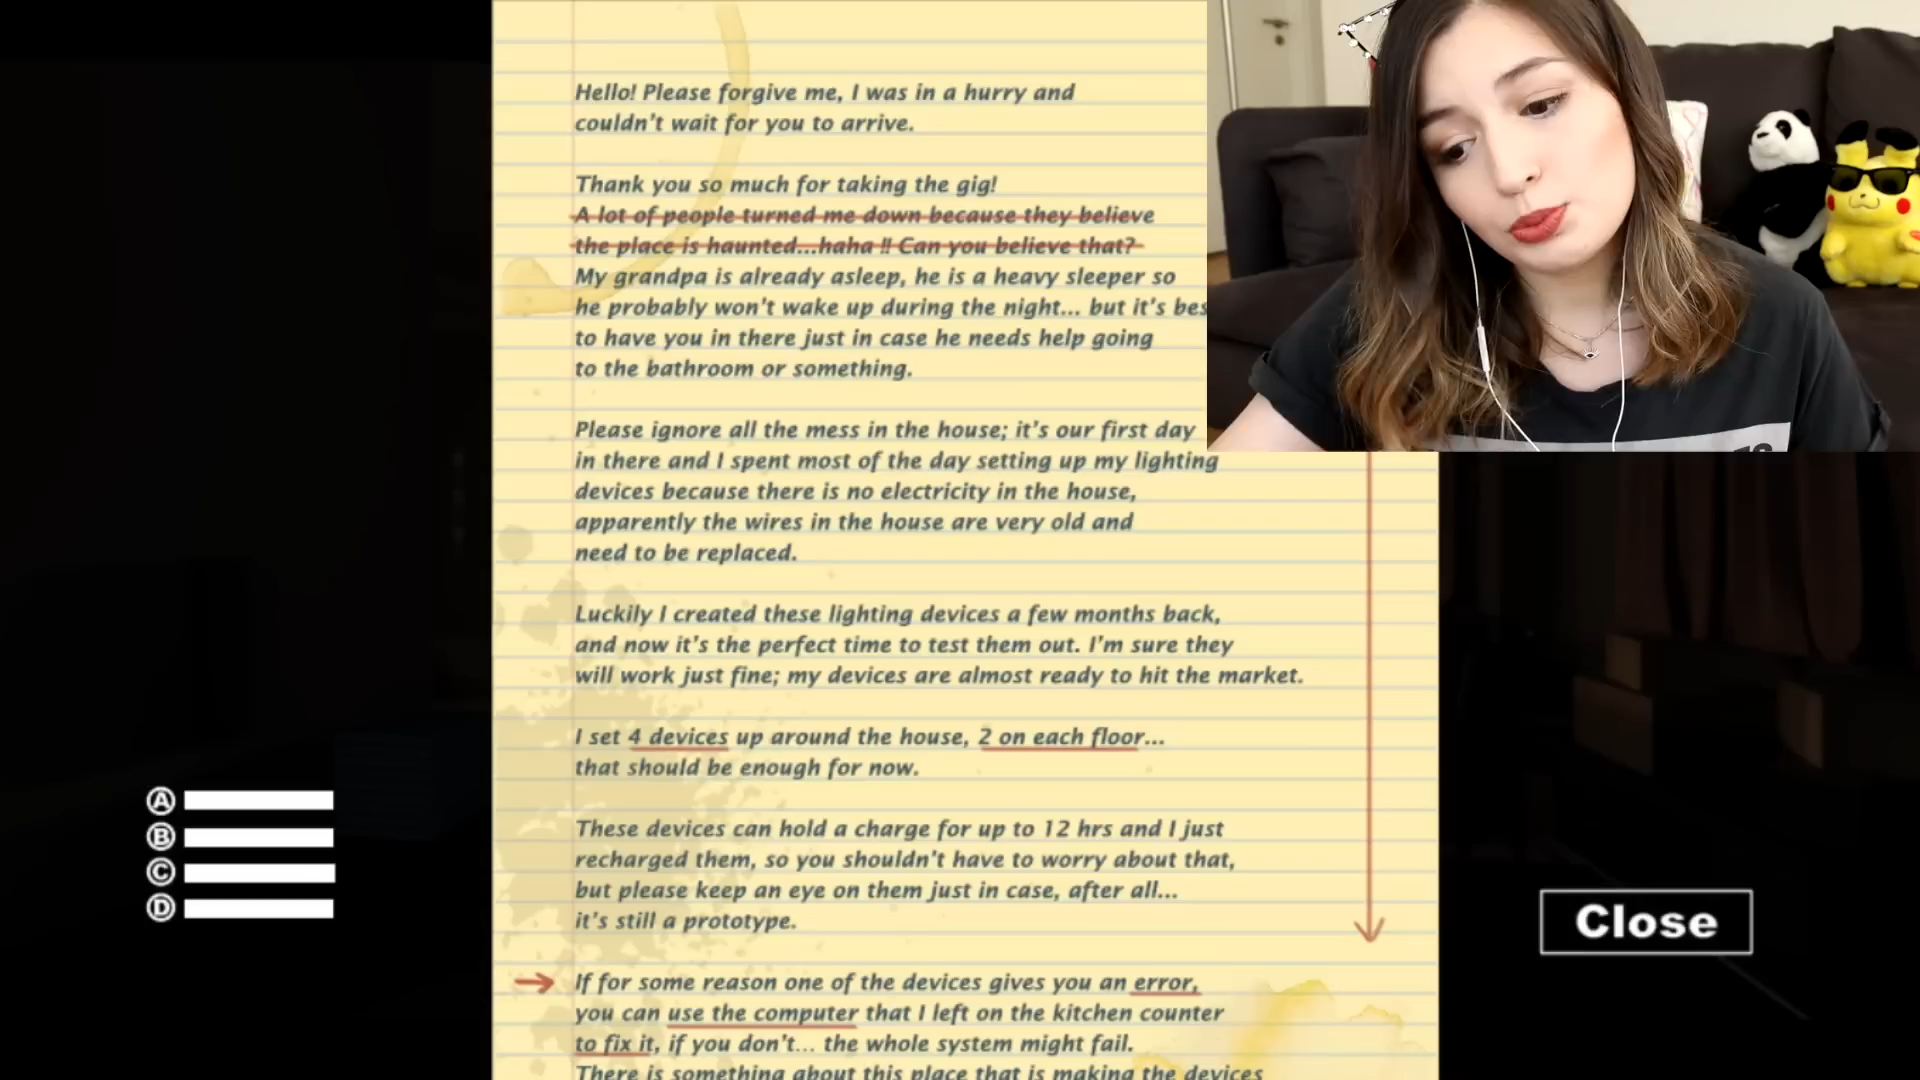 Hello! Please forgive me, I was in a hurry and
couldn't wait for you to arrive.
Thank you so much for taking the gig!
A lot of people turned me down because they believe
the place is haunted...haha !! Can you believe that?
My grandpa is already asleep, he is a heavy sleeper so
he probably won't wake up during the night... but it's bes
to have you in there just in case he needs help going
to the bathroom or something.
Please ignore all the mess in the house; it's our first day
in there and I spent most of the day setting up my lighting
devices because there is no electricity in the house,
apparently the wires in the house are very old and
need to be replaced.
Luckily I created these lighting devices a few months back,
and now it's the perfect time to test them out. I'm sure they
will work just fine; my devices are almost ready to hit the market.
I set 4 devices up around the house, 2 on each floor...
that should be enough for now.
These devices can hold a charge for up to 12 hrs and I just
recharged them, so you shouldn't have to worry about that,
but please keep an eye on them just in case, after all...
it's still a prototype.
If for some reason one of the devices gives you an error,
you can use the computer that I left on the kitchen counter
to fix it, if you don't... the whole system might fail.
There is something about this place that is making the devices
A
B
C
D
Close